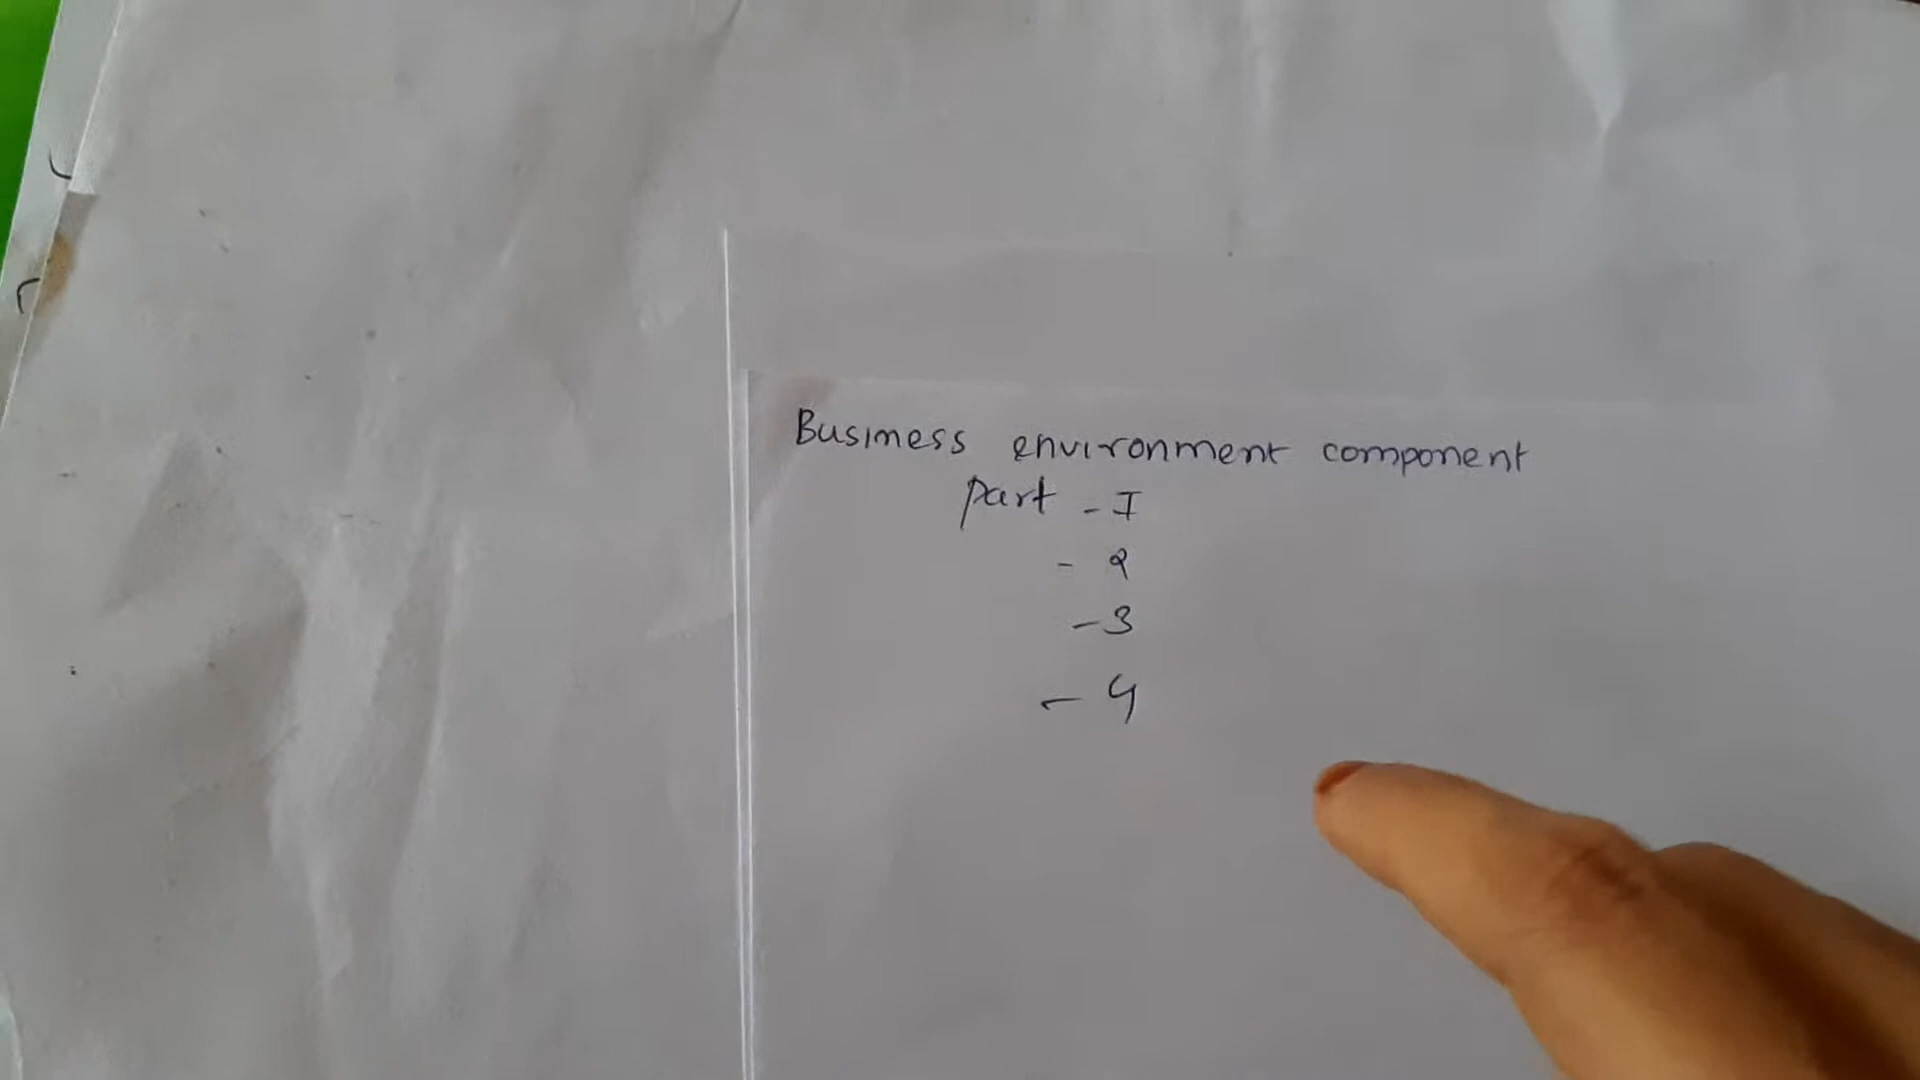 Business environment component
part - I
- 2
- 3
- 4